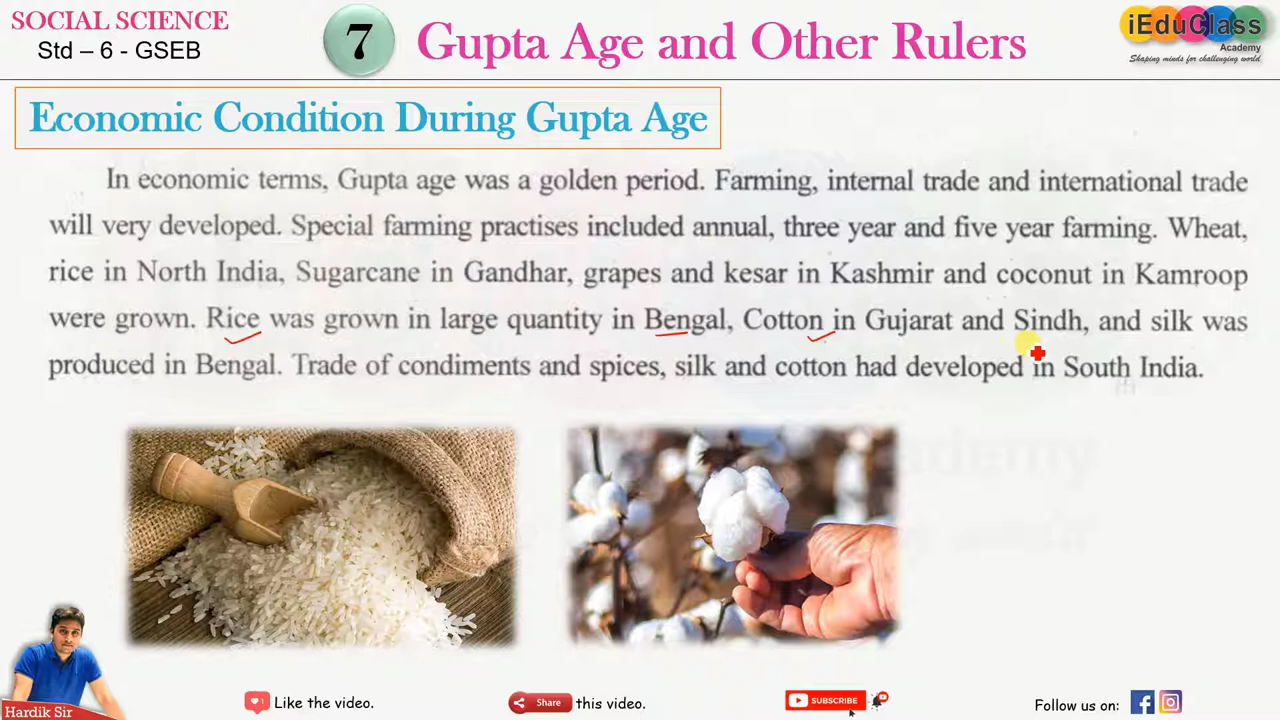 SOCIAL SCIENCE
Std – 6 - GSEB
7
Gupta Age and Other Rulers
iEduClass
Academy
Shaping minds for challenging world
Economic Condition During Gupta Age
In economic terms, Gupta age was a golden period. Farming, internal trade and international trade
will very developed. Special farming practises included annual, three year and five year farming. Wheat,
rice in North India, Sugarcane in Gandhar, grapes and kesar in Kashmir and coconut in Kamroop
were grown. Rice was grown in large quantity in Bengal, Cotton in Gujarat and Sindh, and silk was
produced in Bengal. Trade of condiments and spices, silk and cotton had developed in South India.
Hardik Sir
Like the video.
Share this video.
SUBSCRIBE
Follow us on: